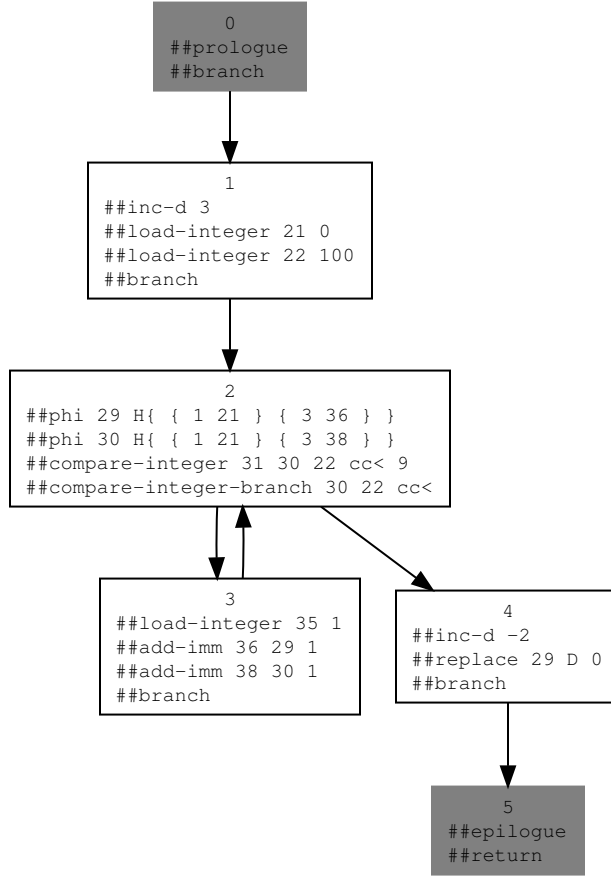 0
##prologue
##branch
1
##inc-d 3
##load-integer 21 0
##load-integer 22 100
##branch
2
##phi 29 H{ { 1 21 } { 3 36 } }
##phi 30 H{ { 1 21 } { 3 38 } }
##compare-integer 31 30 22 cc< 9
##compare-integer-branch 30 22 cc<
3
##load-integer 35 1
##add-imm 36 29 1
##add-imm 38 30 1
##branch
4
##inc-d -2
##replace 29 D 0
##branch
5
##epilogue
##return